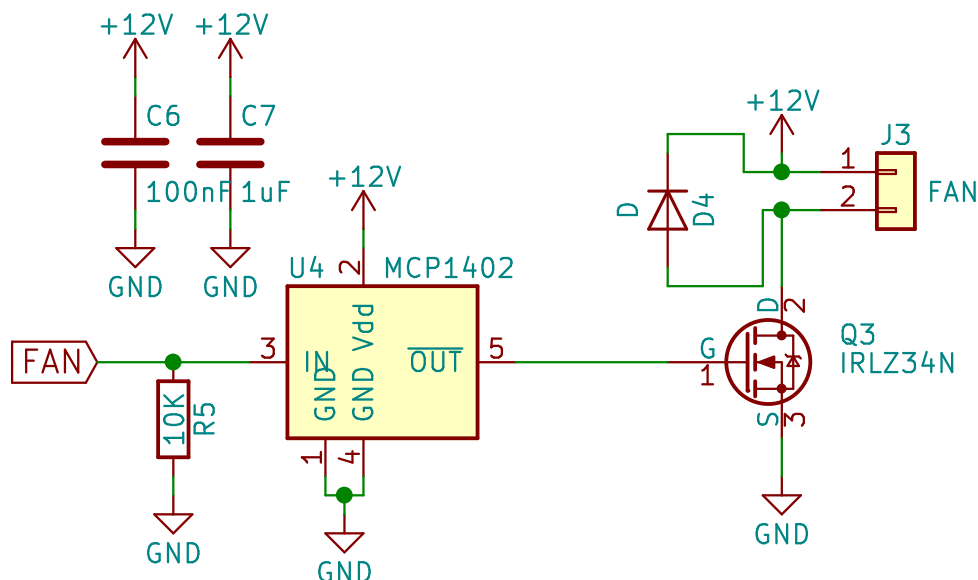 +12V +12V
C6 C7
100nF 1uF
GND GND
+12V
U4 MCP1402
2
Vdd
FAN
3 IN
GND GND
OUT 5
1 4
GND
10K R5
GND
+12V
J3
1
2
FAN
D D4
D 2
G 1
Q3
IRLZ34N
S 3
GND